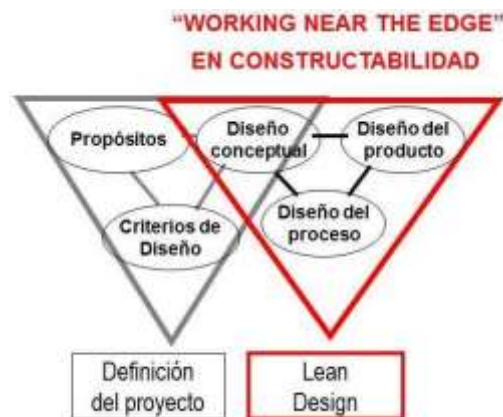 “WORKING NEAR THE EDGE”
EN CONSTRUCTABILIDAD
Propósitos
Diseño
conceptual
Diseño del
producto
Criterios de
Diseño
Diseño del
proceso
Definición
del proyecto
Lean
Design